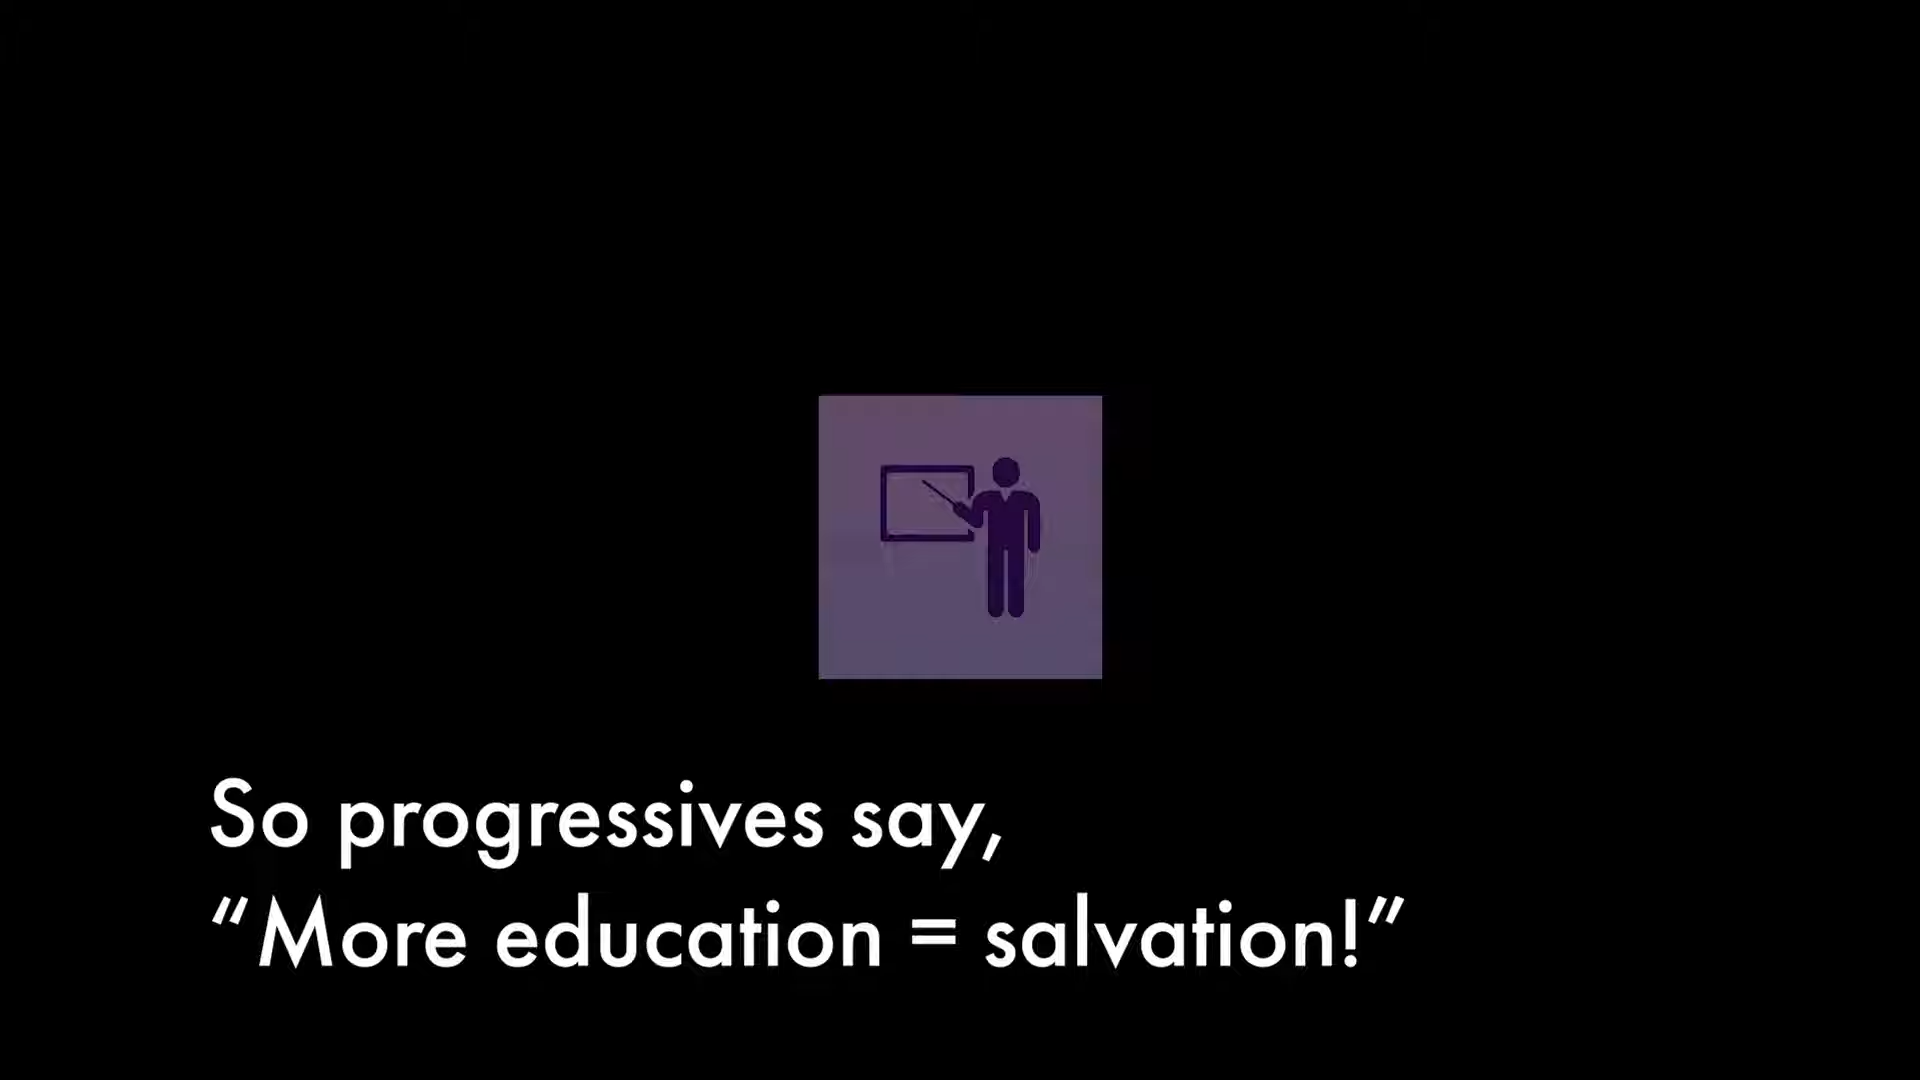 So progressives say,
“More education = salvation!”